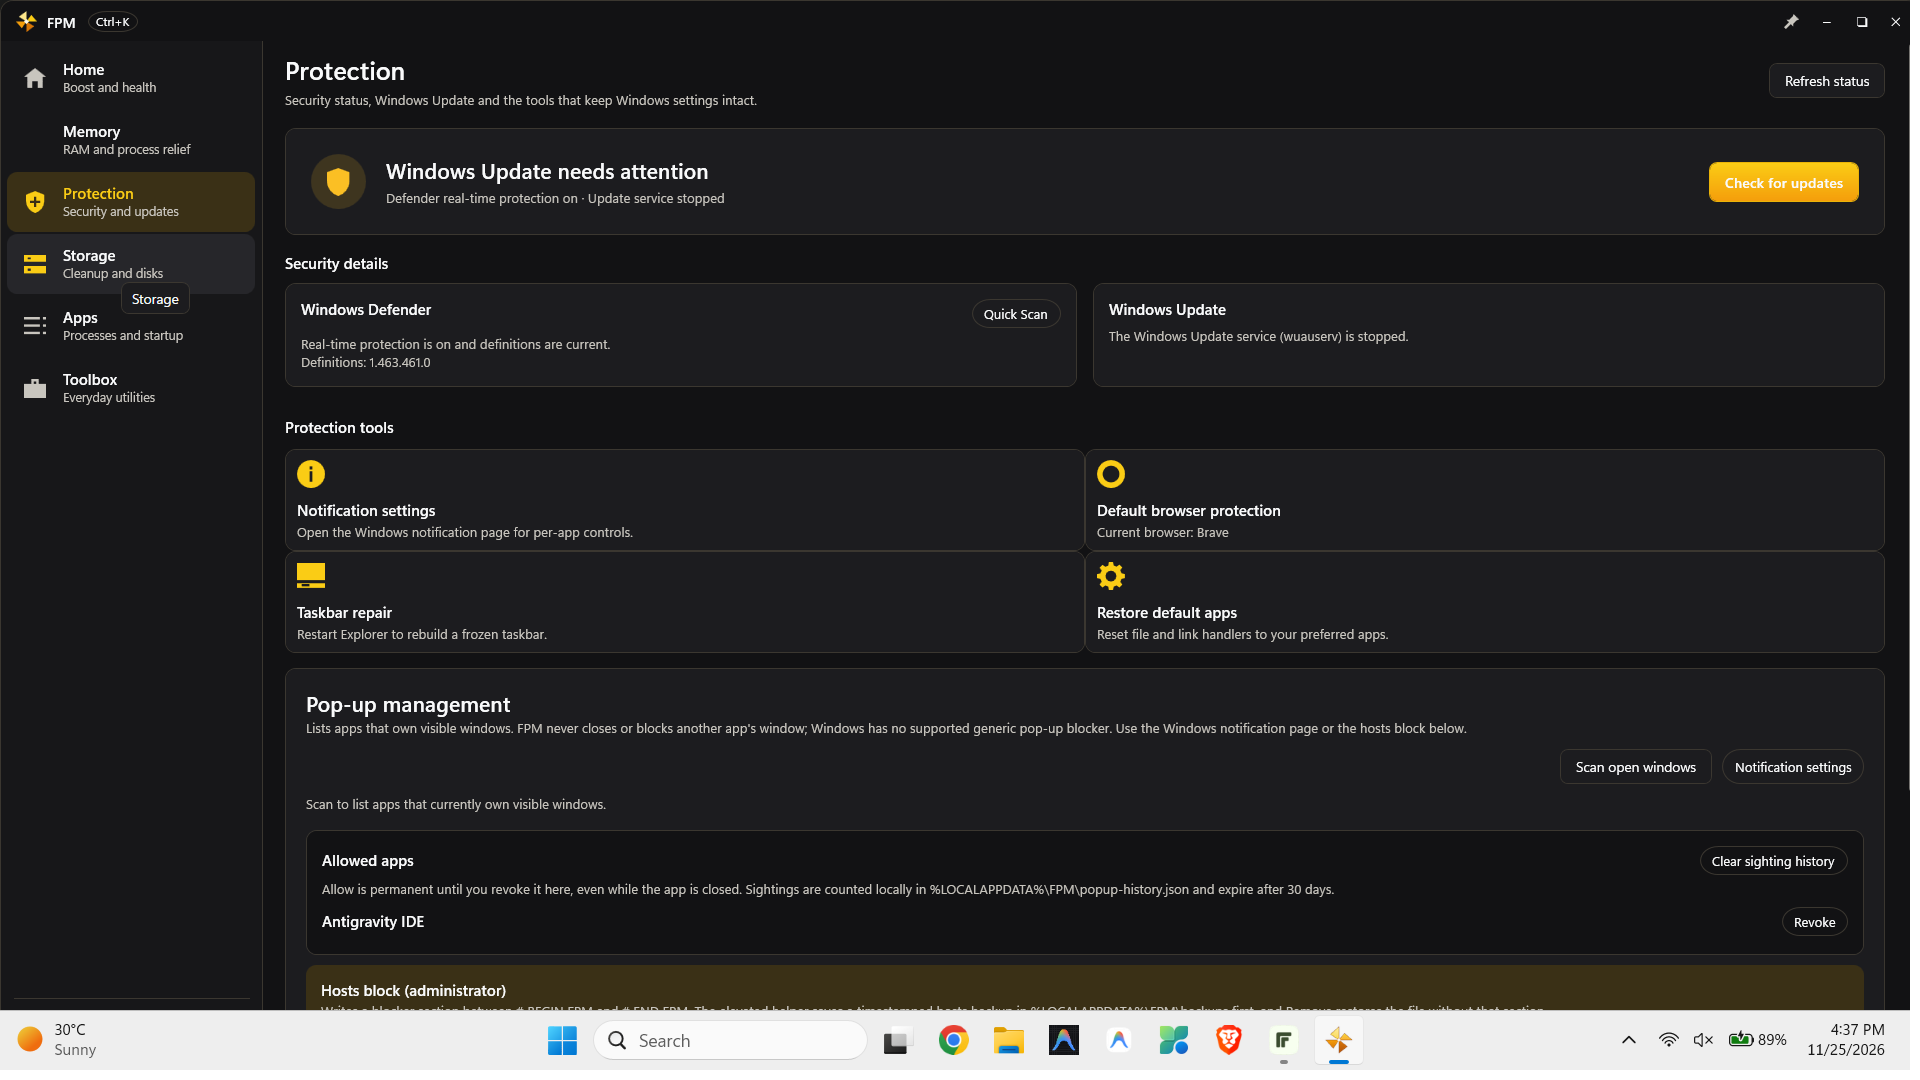 FPM Ctrl+K
Home
Boost and health
Memory
RAM and process relief
Protection
Security and updates
Storage
Cleanup and disks
Storage
Apps
Processes and startup
Toolbox
Everyday utilities
Protection
Security status, Windows Update and the tools that keep Windows settings intact.
Refresh status
Windows Update needs attention
Defender real-time protection on · Update service stopped
Check for updates
Security details
Windows Defender
Quick Scan
Real-time protection is on and definitions are current.
Definitions: 1.463.461.0
Windows Update
The Windows Update service (wuauserv) is stopped.
Protection tools
Notification settings
Open the Windows notification page for per-app controls.
Default browser protection
Current browser: Brave
Taskbar repair
Restart Explorer to rebuild a frozen taskbar.
Restore default apps
Reset file and link handlers to your preferred apps.
Pop-up management
Lists apps that own visible windows. FPM never closes or blocks another app's window; Windows has no supported generic pop-up blocker. Use the Windows notification page or the hosts block below.
Scan open windows
Notification settings
Scan to list apps that currently own visible windows.
Allowed apps
Clear sighting history
Allow is permanent until you revoke it here, even while the app is closed. Sightings are counted locally in %LOCALAPPDATA%\FPM\popup-history.json and expire after 30 days.
Antigravity IDE
Revoke
Hosts block (administrator)
30°C
Sunny
Search
89%
4:37 PM
11/25/2026